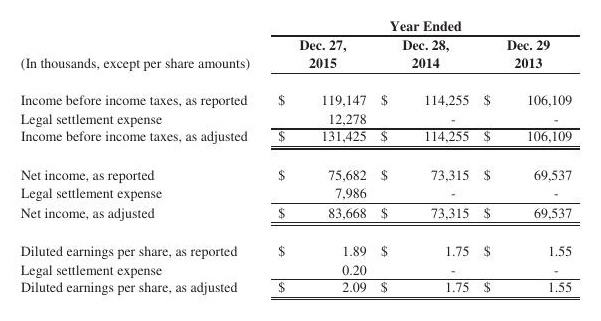 Year Ended
Dec. 27, Dec. 28, Dec. 29
(In thousands, except per share amounts) 2015 2014 2013
Income before income taxes, as reported $ 119,147 $ 114,255 $ 106,109
Legal settlement expense 12,278 - -
Income before income taxes, as adjusted $ 131,425 $ 114,255 $ 106,109
Net income, as reported $ 75,682 $ 73,315 $ 69,537
Legal settlement expense 7,986 - -
Net income, as adjusted $ 83,668 $ 73,315 $ 69,537
Diluted earnings per share, as reported $ 1.89 $ 1.75 $ 1.55
Legal settlement expense 0.20 - -
Diluted earnings per share, as adjusted $ 2.09 $ 1.75 $ 1.55